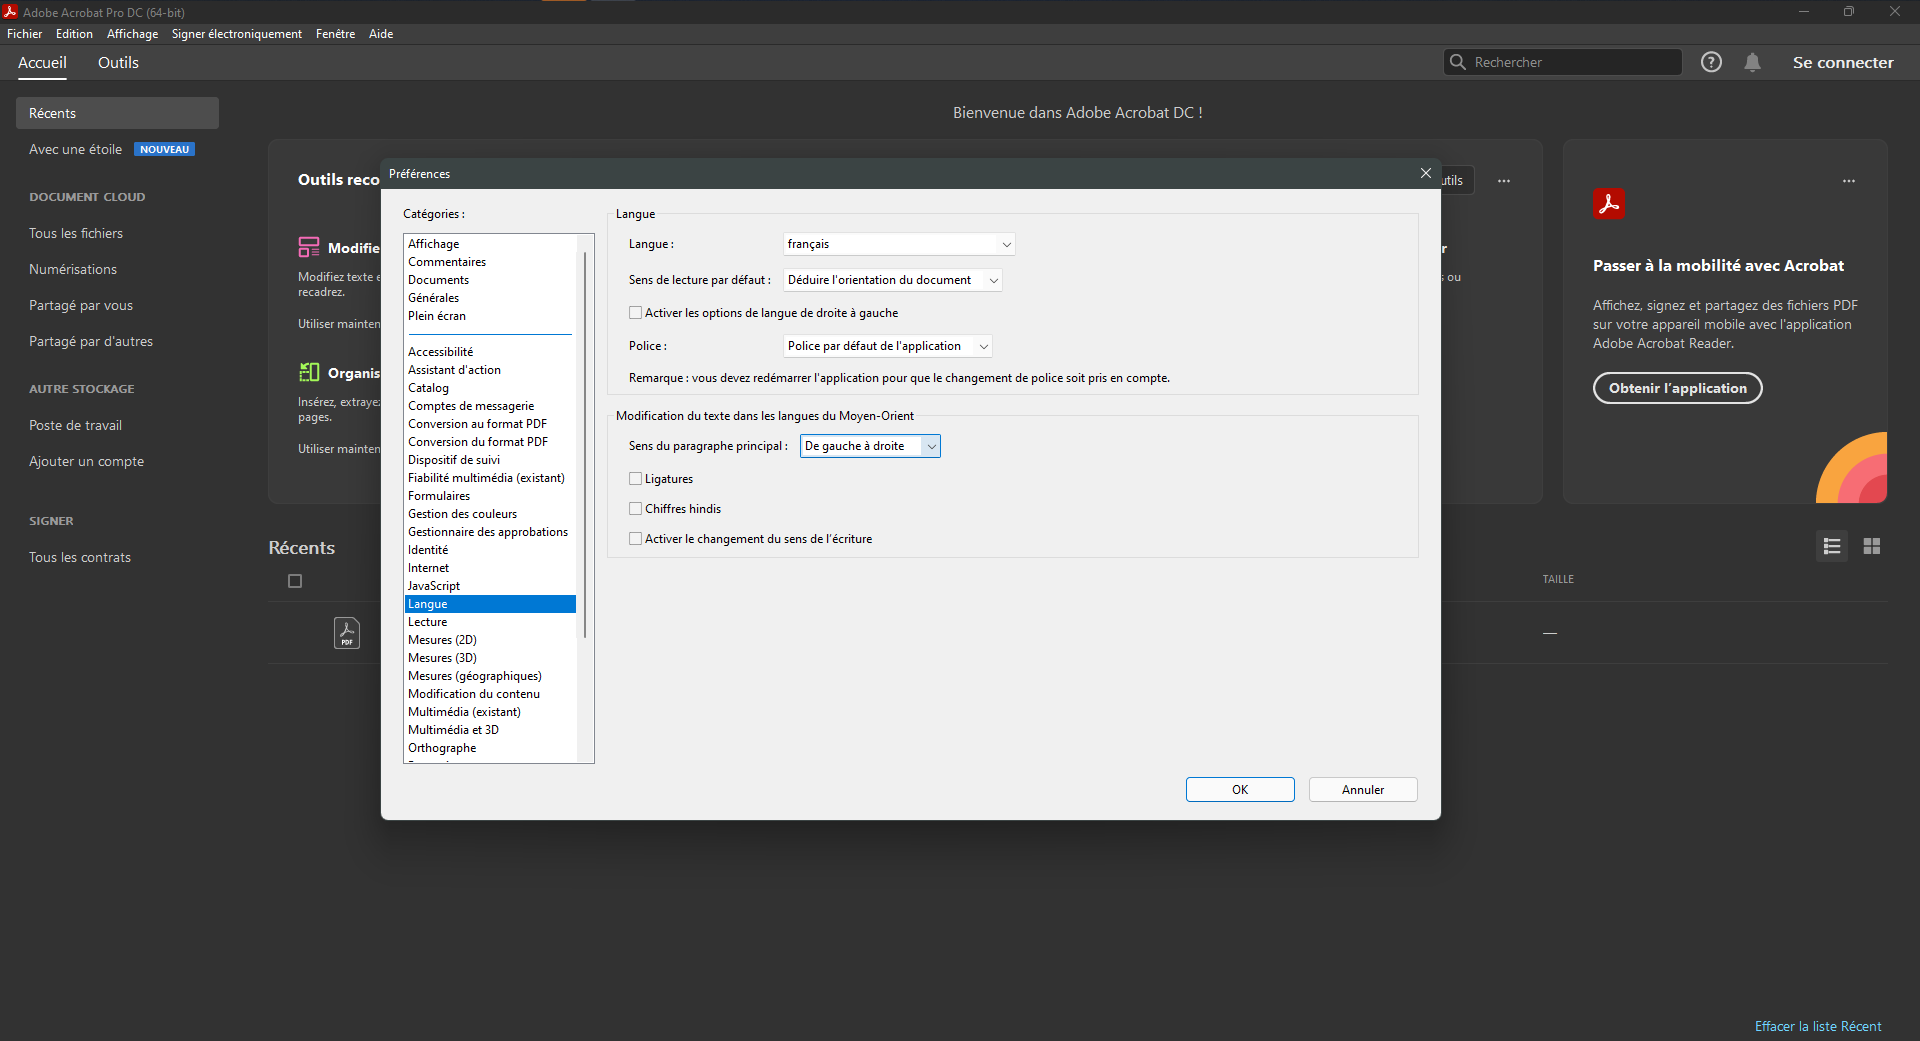 Adobe Acrobat Pro DC (64-bit)
Fichier Edition Affichage Signer électroniquement Fenêtre Aide
Accueil Outils
Rechercher
Se connecter
Récents
Avec une étoile NOUVEAU
DOCUMENT CLOUD
Tous les fichiers
Numérisations
Partagé par vous
Partagé par d'autres
AUTRE STOCKAGE
Poste de travail
Ajouter un compte
SIGNER
Tous les contrats
Bienvenue dans Adobe Acrobat DC !
Outils reco
utils
Modifie
Modifiez texte e
recadrez.
Utiliser mainten
Organis
Insérez, extraye
pages.
Utiliser mainten
r
s ou
Préférences
Catégories :
Affichage
Commentaires
Documents
Générales
Plein écran
Accessibilité
Assistant d'action
Catalog
Comptes de messagerie
Conversion au format PDF
Conversion du format PDF
Dispositif de suivi
Fiabilité multimédia (existant)
Formulaires
Gestion des couleurs
Gestionnaire des approbations
Identité
Internet
JavaScript
Langue
Lecture
Mesures (2D)
Mesures (3D)
Mesures (géographiques)
Modification du contenu
Multimédia (existant)
Multimédia et 3D
Orthographe
Langue
Langue : français
Sens de lecture par défaut : Déduire l'orientation du document
Activer les options de langue de droite à gauche
Police : Police par défaut de l'application
Remarque : vous devez redémarrer l'application pour que le changement de police soit pris en compte.
Modification du texte dans les langues du Moyen-Orient
Sens du paragraphe principal : De gauche à droite
Ligatures
Chiffres hindis
Activer le changement du sens de l'écriture
OK Annuler
Passer à la mobilité avec Acrobat
Affichez, signez et partagez des fichiers PDF
sur votre appareil mobile avec l'application
Adobe Acrobat Reader.
Obtenir l'application
Récents
TAILLE
PDF
—
Effacer la liste Récent